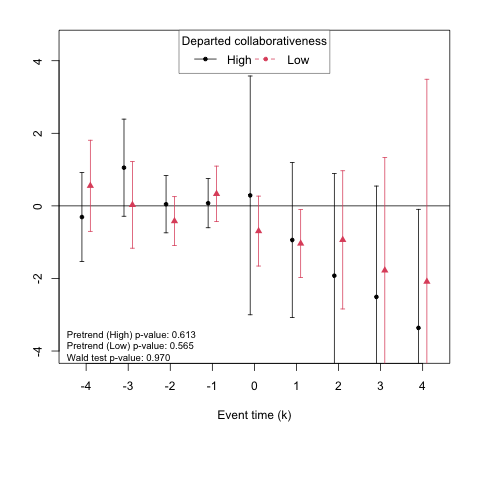 Departed collaborativeness
High Low
4
2
0
-2
-4
Pretrend (High) p-value: 0.613
Pretrend (Low) p-value: 0.565
Wald test p-value: 0.970
-4 -3 -2 -1 0 1 2 3 4
Event time (k)